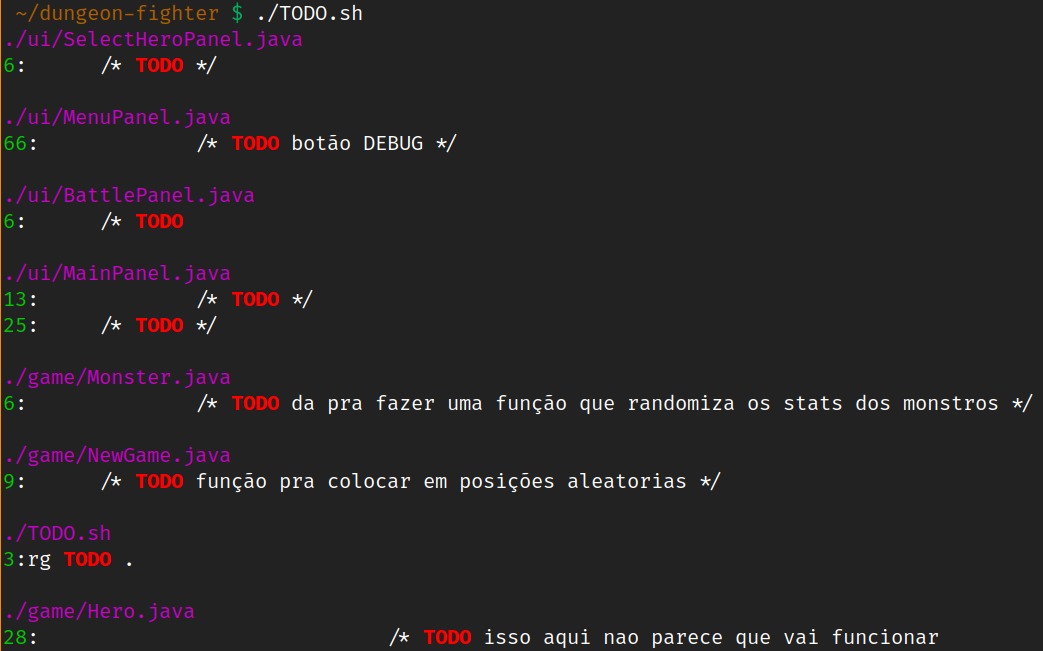 ~/dungeon-fighter $ ./TODO.sh
./ui/SelectHeroPanel.java
6:      /* TODO */
./ui/MenuPanel.java
66:             /* TODO botão DEBUG */
./ui/BattlePanel.java
6:      /* TODO
./ui/MainPanel.java
13:             /* TODO */
25:     /* TODO */
./game/Monster.java
6:              /* TODO da pra fazer uma função que randomiza os stats dos monstros */
./game/NewGame.java
9:      /* TODO função pra colocar em posições aleatorias */
./TODO.sh
3:rg TODO .
./game/Hero.java
28:                             /* TODO isso aqui nao parece que vai funcionar